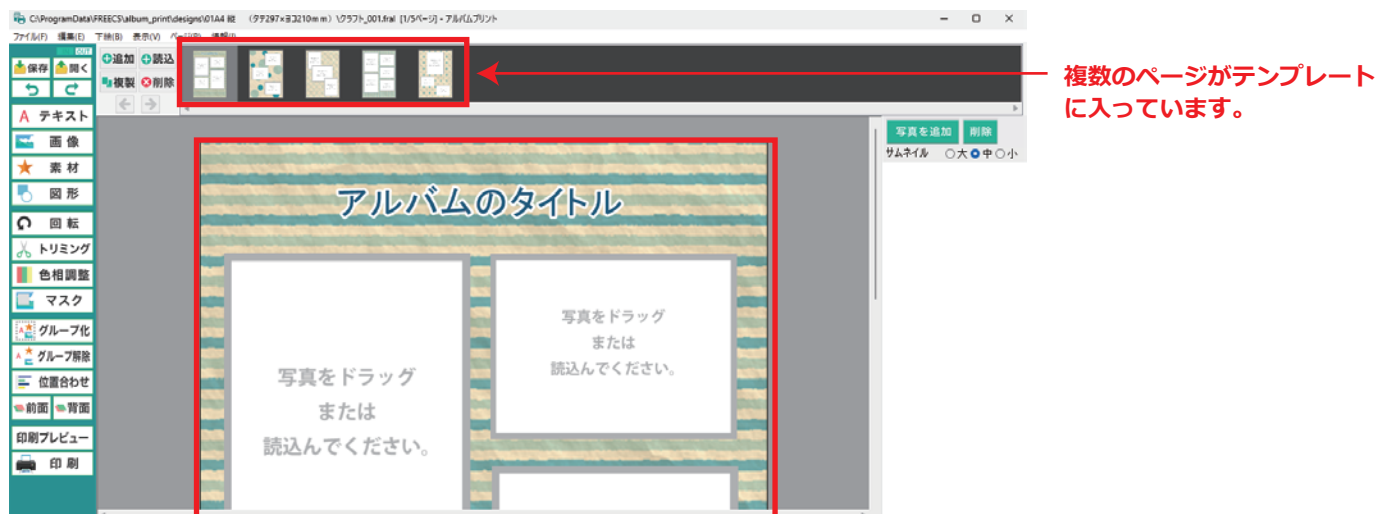 C:\ProgramData\FREECS\album_print\designs\01A4 縦 (タテ297×ヨコ210mm) \クラフト_001.fral [1/5ページ] - アルバムプリント
ファイル(F) 編集(E) 下絵(B) 表示(V)
OUT
保存 開く
追加 読込
複製 削除
テキスト
画像
素材
図形
回転
トリミング
色相調整
マスク
グループ化
グループ解除
位置合わせ
前面 背面
印刷プレビュー
印刷
複数のページがテンプレート
に入っています。
写真を追加 削除
サムネイル 大 中 小
アルバムのタイトル
写真をドラッグ
または
読込んでください。
写真をドラッグ
または
読込んでください。